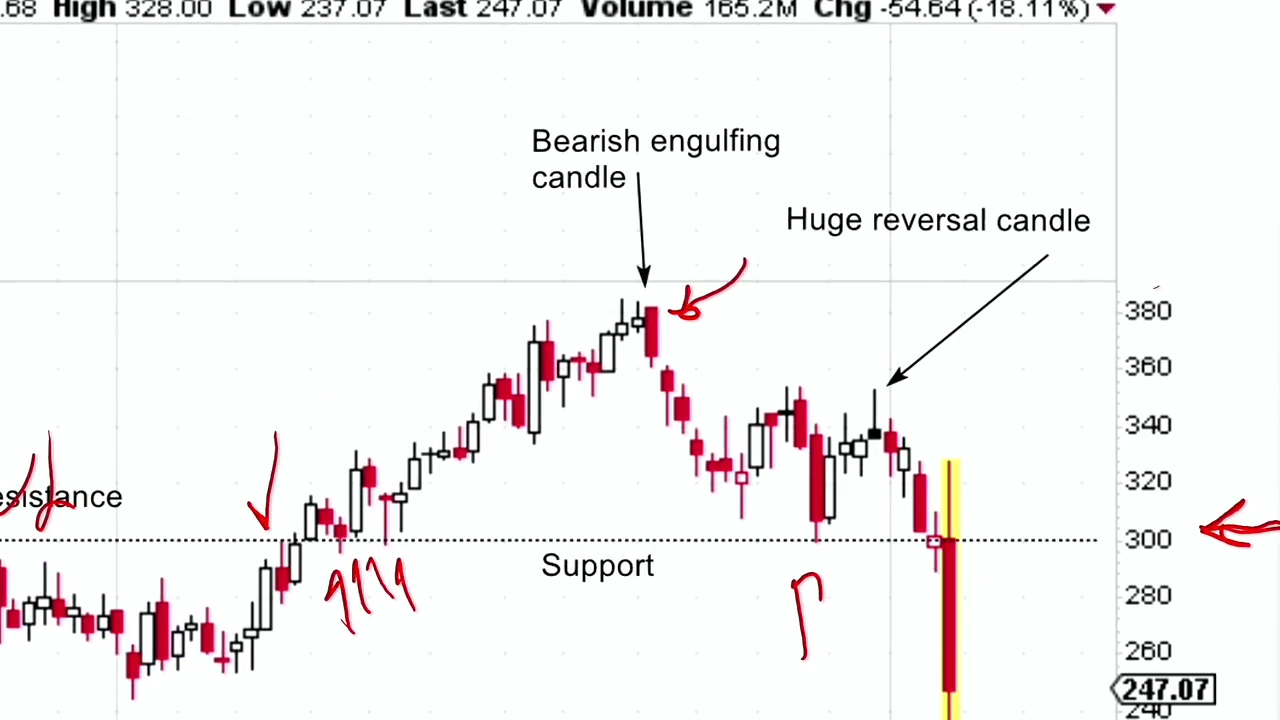 .68 High 328.00 Low 237.07 Last 247.07 Volume 165.2M Chg -54.64 (-18.11%)
Bearish engulfing
candle
Huge reversal candle
380
360
340
320
esistance
300
Support
280
260
247.07
240